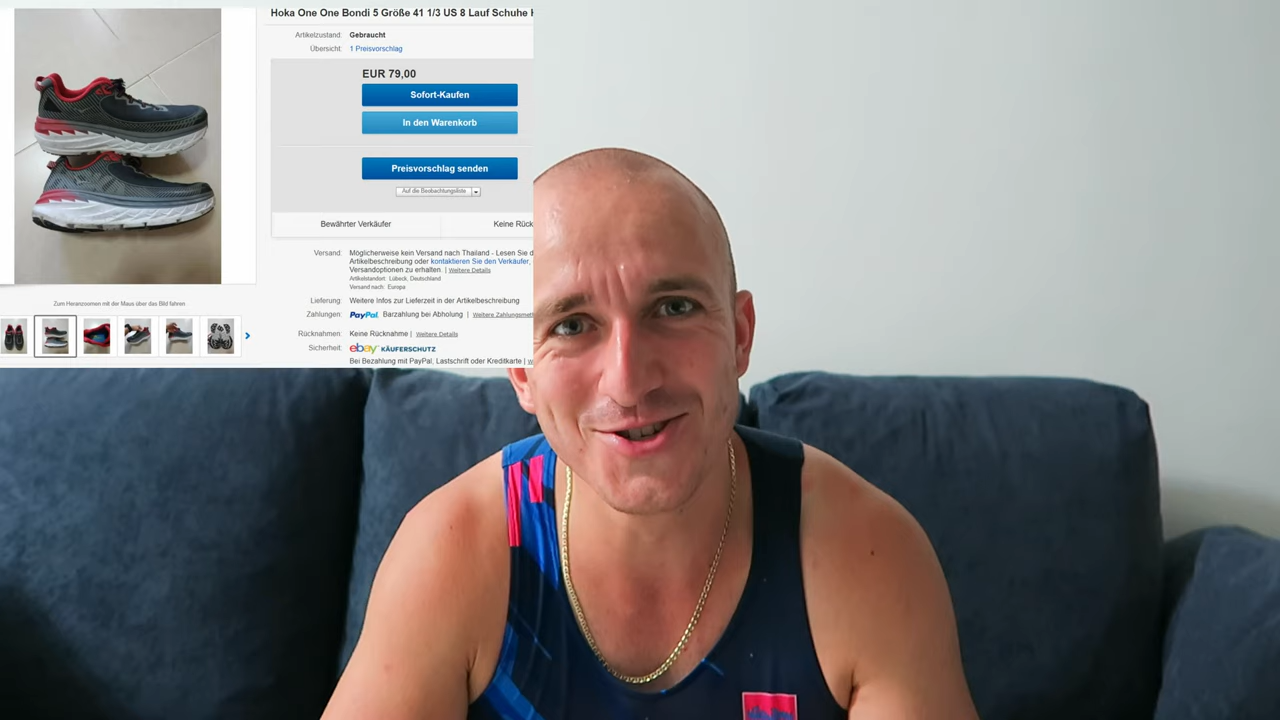 Hoka One One Bondi 5 Größe 41 1/3 US 8 Lauf Schuhe
Artikelzustand: Gebraucht
Übersicht: 1 Preisvorschlag
EUR 79,00
Sofort-Kaufen
In den Warenkorb
Preisvorschlag senden
Auf die Beobachtungsliste
Bewährter Verkäufer
Keine Rück
Versand: Möglicherweise kein Versand nach Thailand - Lesen Sie d
Artikelbeschreibung oder kontaktieren Sie den Verkäufer,
Versandoptionen zu erhalten | Weitere Details
Artikelstandort: Lübeck, Deutschland
Versand nach: Europa
Lieferung: Weitere Infos zur Lieferzeit in der Artikelbeschreibung
Zahlungen: PayPal, Barzahlung bei Abholung | Weitere Zahlungsmet
Rücknahmen: Keine Rücknahme | Weitere Details
Sicherheit: ebay KÄUFERSCHUTZ
Bei Bezahlung mit PayPal, Lastschrift oder Kreditkarte |
Zum Heranzoomen mit der Maus über das Bild fahren